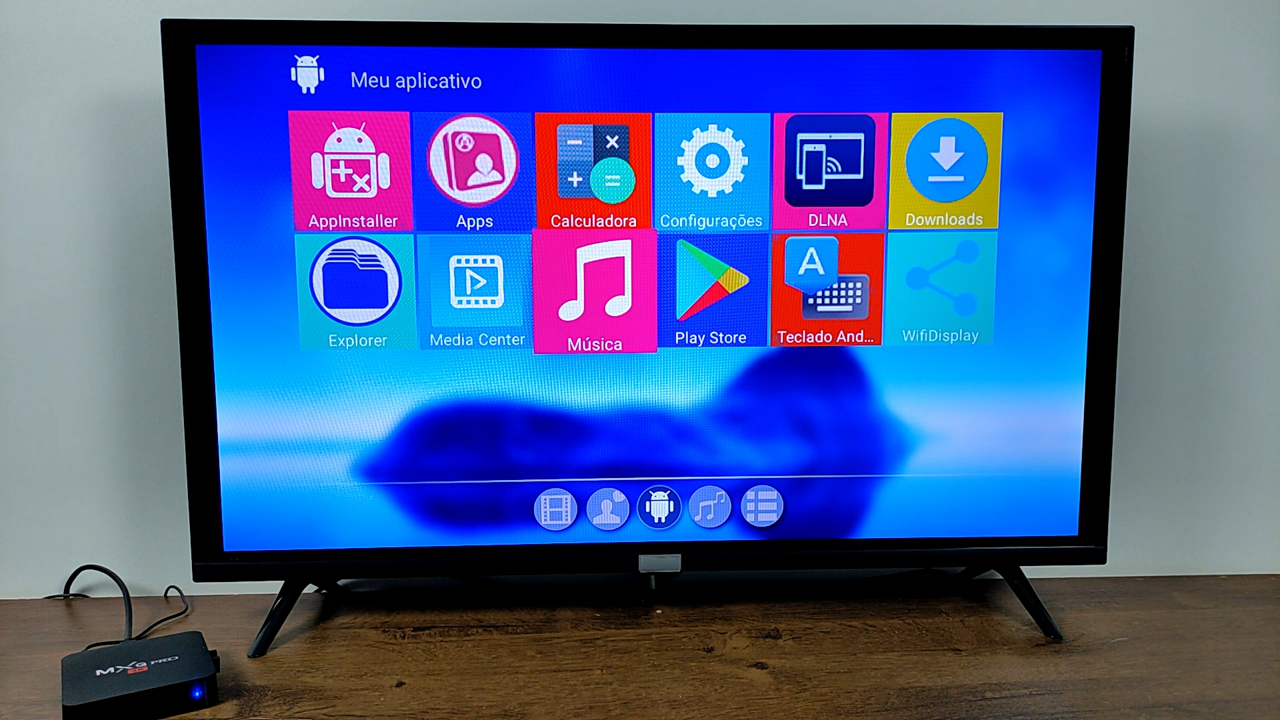 Meu aplicativo
AppInstaller
Apps
Calculadora
Configurações
DLNA
Downloads
Explorer
Media Center
Música
Play Store
Teclado And...
WifiDisplay
A
MXQ PRO